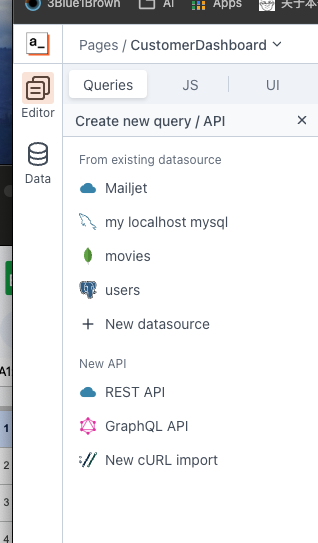 3Blue1Brown
AI
Apps
关于本
a_
Pages / CustomerDashboard
Editor
Data
Queries
JS
UI
Create new query / API
From existing datasource
Mailjet
my localhost mysql
movies
users
New datasource
New API
REST API
GraphQL API
New cURL import
A1
1
2
3
4